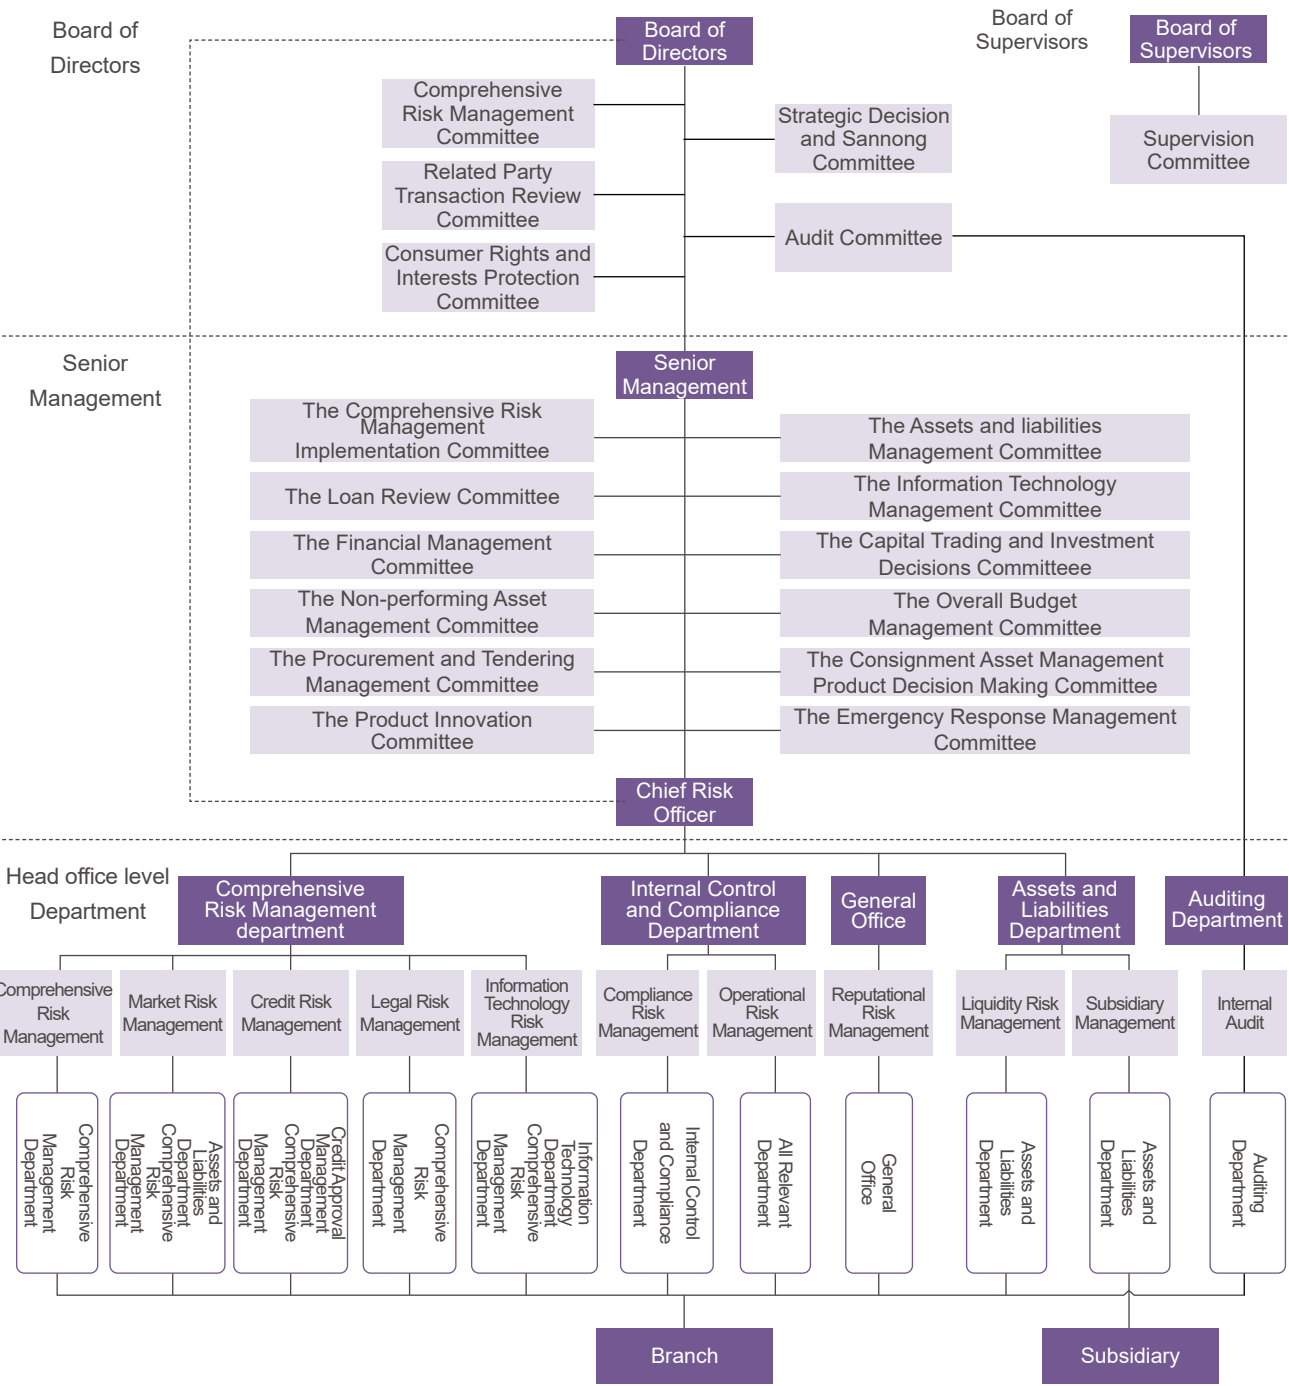 Board of
Directors
Board of
Directors
Board of
Supervisors
Board of
Supervisors
Comprehensive
Risk Management
Committee
Strategic Decision
and Sannong
Committee
Supervision
Committee
Related Party
Transaction Review
Committee
Audit Committee
Consumer Rights and
Interests Protection
Committee
Senior
Management
Senior
Management
The Comprehensive Risk
Management
Implementation Committee
The Assets and liabilities
Management Committee
The Loan Review Committee
The Information Technology
Management Committee
The Financial Management
Committee
The Capital Trading and Investment
Decisions Committeee
The Non-performing Asset
Management Committee
The Overall Budget
Management Committee
The Procurement and Tendering
Management Committee
The Consignment Asset Management
Product Decision Making Committee
The Product Innovation
Committee
The Emergency Response Management
Committee
Chief Risk
Officer
Head office level
Department
Comprehensive
Risk Management
department
Internal Control
and Compliance
Department
General
Office
Assets and
Liabilities
Department
Auditing
Department
Comprehensive
Risk
Management
Market Risk
Management
Credit Risk
Management
Legal Risk
Management
Information
Technology
Risk
Management
Compliance
Risk
Management
Operational
Risk
Management
Reputational
Risk
Management
Liquidity Risk
Management
Subsidiary
Management
Internal
Audit
Comprehensive
Risk
Management
Department
Assets and
Liabilities
Department
Comprehensive
Risk
Management
Department
Credit Approval
Management
Department
Comprehensive
Risk
Management
Department
Comprehensive
Risk
Management
Department
Information
Technology
Department
Comprehensive
Risk
Management
Department
Internal Control
and Compliance
Department
All Relevant
Department
General
Office
Assets and
Liabilities
Department
Assets and
Liabilities
Department
Auditing
Department
Branch
Subsidiary